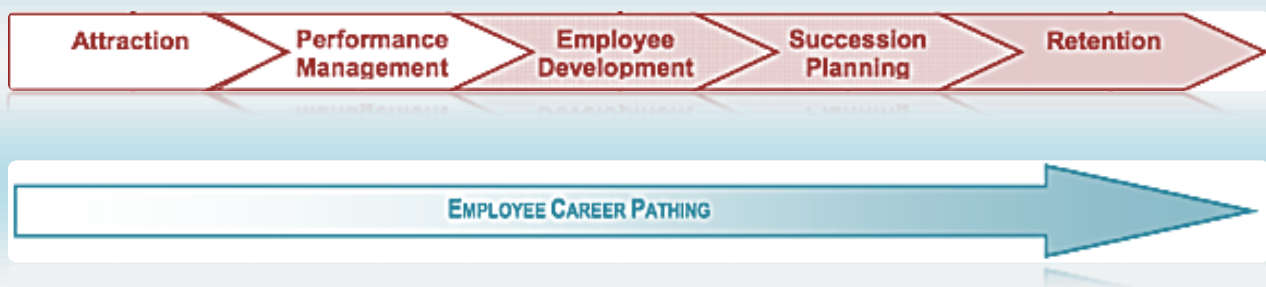 Attraction
Performance
Management
Employee
Development
Succession
Planning
Retention
EMPLOYEE CAREER PATHING